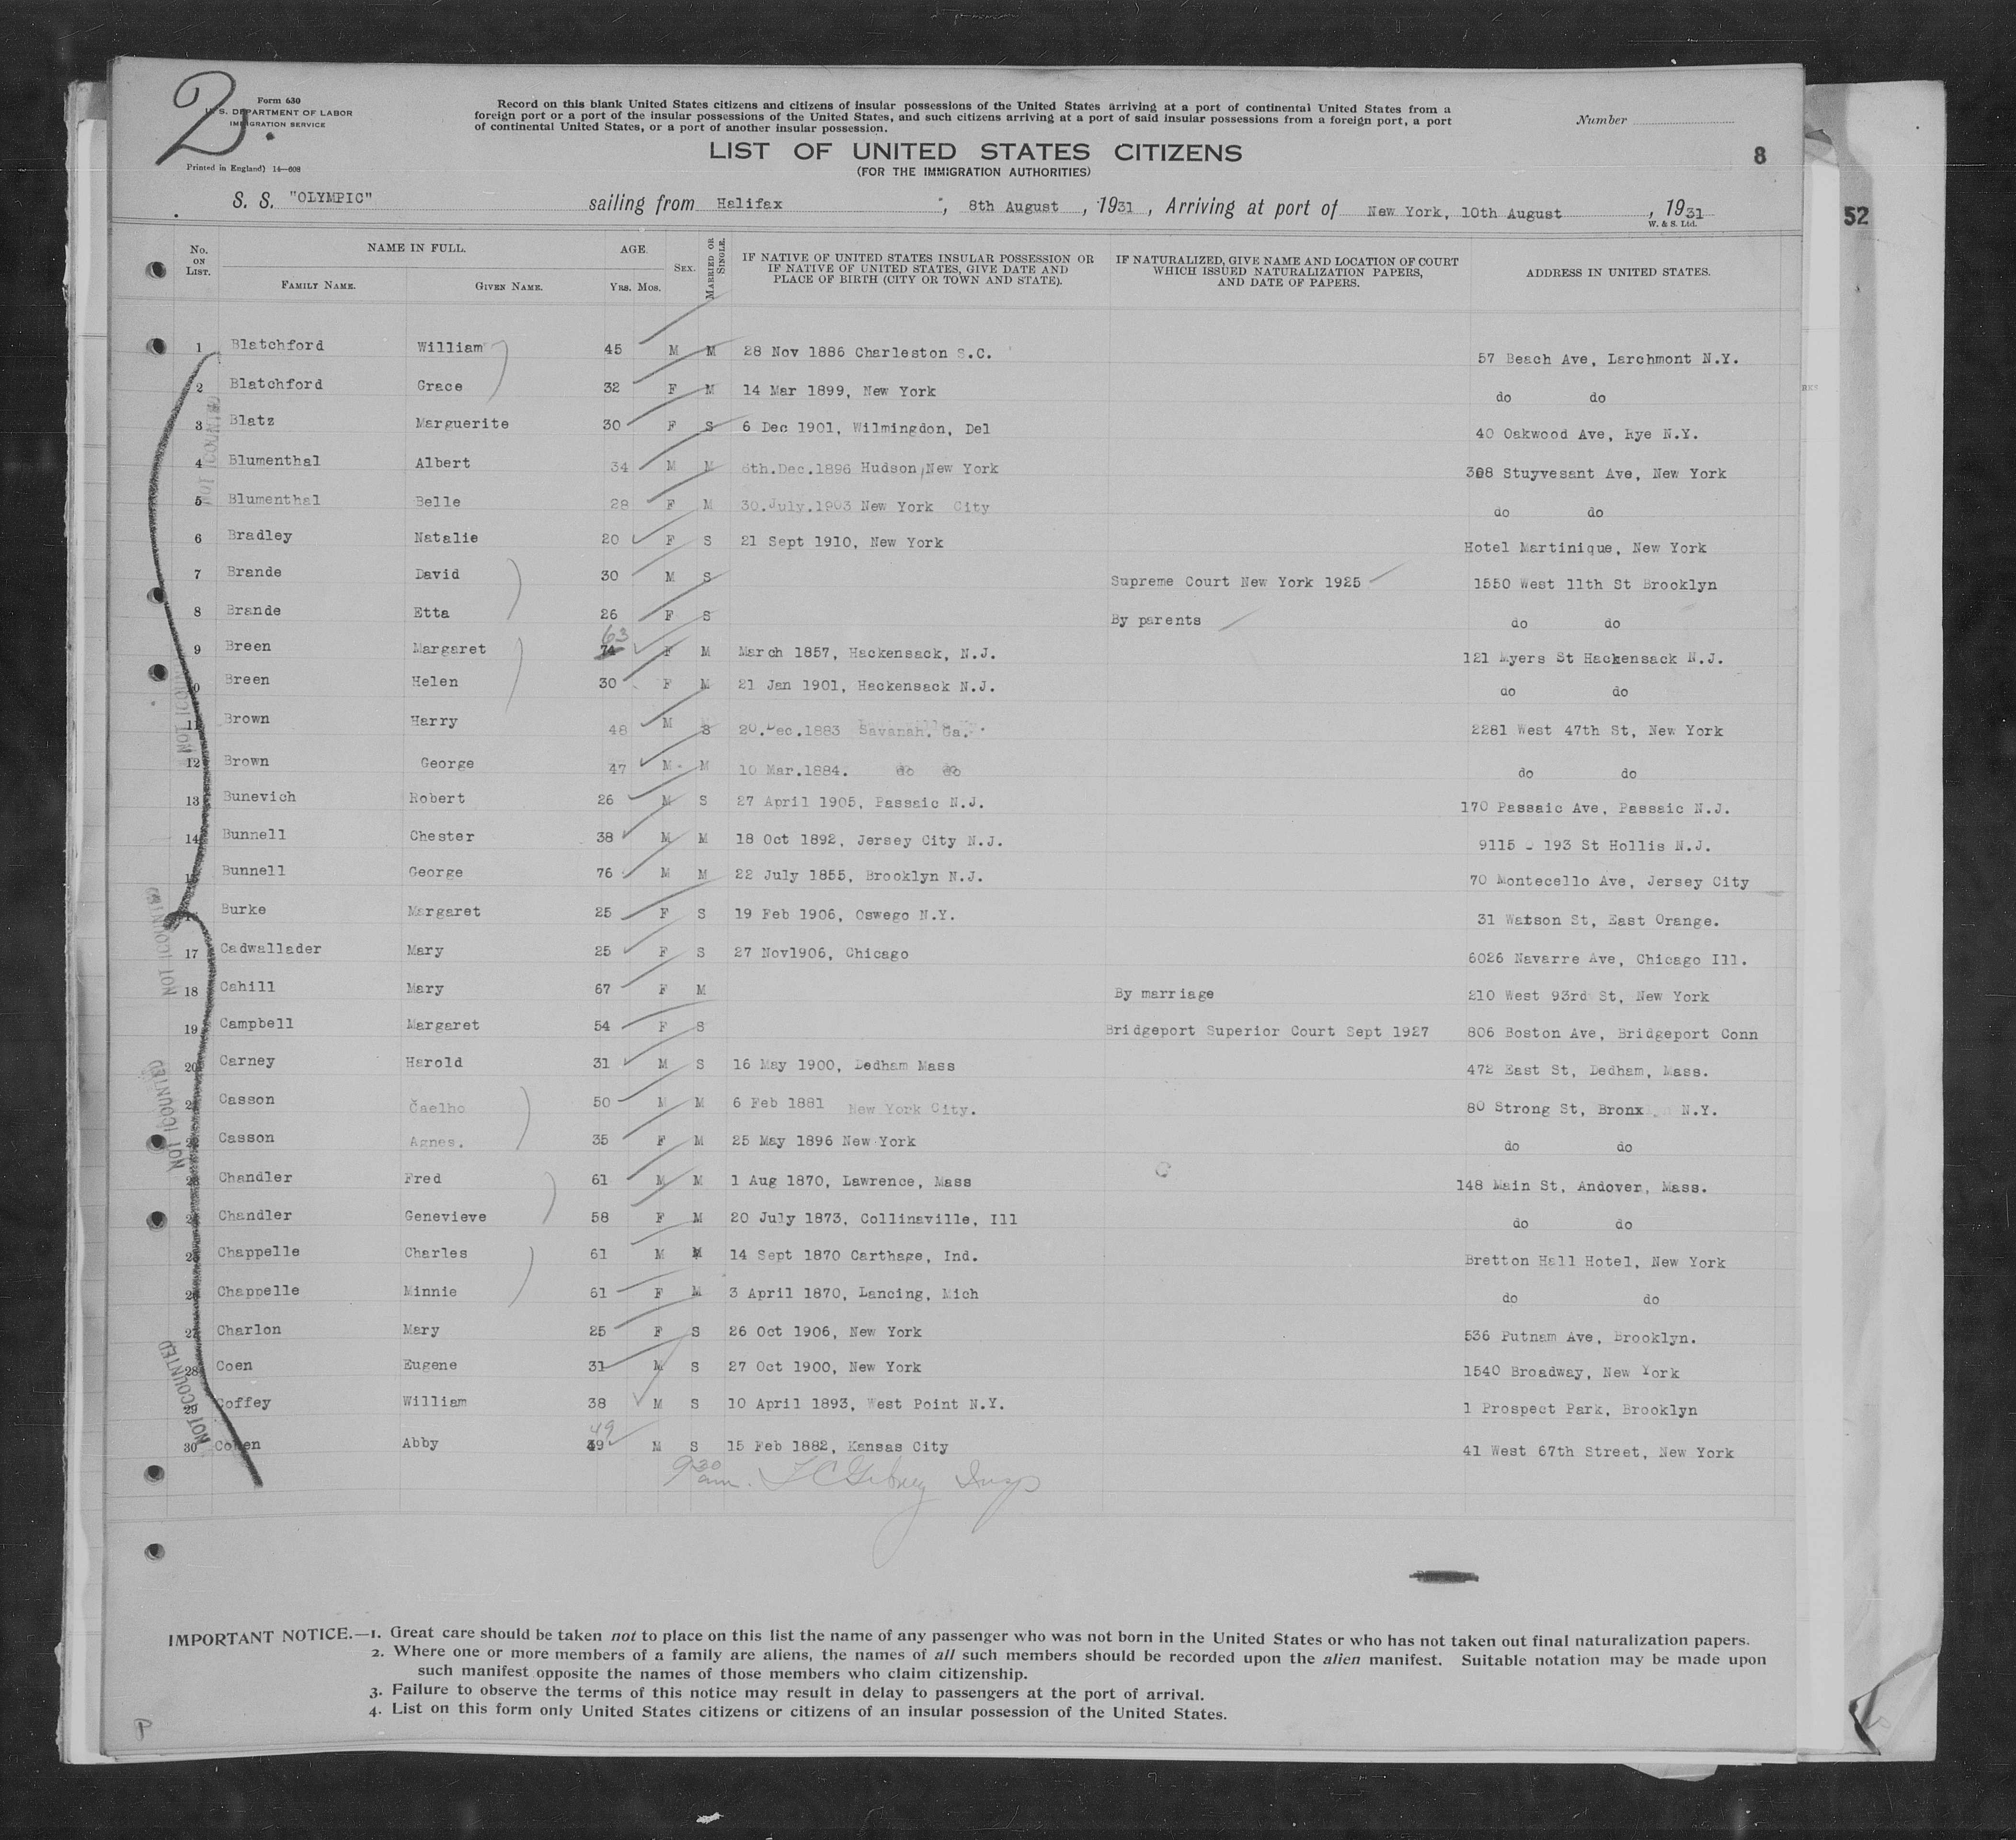 2.
Form 630
U. S. DEPARTMENT OF LABOR
IMMIGRATION SERVICE
Printed in England) 14—608
Record on this blank United States citizens and citizens of insular possessions of the United States arriving at a port of continental United States from a
foreign port or a port of the insular possessions of the United States, and such citizens arriving at a port of said insular possessions from a foreign port, a port
of continental United States, or a port of another insular possession.
Number
LIST OF UNITED STATES CITIZENS
(FOR THE IMMIGRATION AUTHORITIES)
8
52
S. S. "OLYMPIC" sailing from Halifax, 8th August, 1931, Arriving at port of New York, 10th August, 1931
W. & S. Ltd.
No. ON LIST. NAME IN FULL. FAMILY NAME. GIVEN NAME. AGE. Yrs. Mos. SEX. MARRIED OR SINGLE. IF NATIVE OF UNITED STATES INSULAR POSSESSION OR IF NATIVE OF UNITED STATES, GIVE DATE AND PLACE OF BIRTH (CITY OR TOWN AND STATE). IF NATURALIZED, GIVE NAME AND LOCATION OF COURT WHICH ISSUED NATURALIZATION PAPERS, AND DATE OF PAPERS. ADDRESS IN UNITED STATES.
1 Blatchford William 45 M M 28 Nov 1886 Charleston S.C. 57 Beach Ave, Larchmont N.Y.
2 Blatchford Grace 32 F M 14 Mar 1899, New York do do
3 Blatz Marguerite 30 F S 6 Dec 1901, Wilmingdon, Del 40 Oakwood Ave, Rye N.Y.
4 Blumenthal Albert 34 M M 8th.Dec.1896 Hudson,New York 308 Stuyvesant Ave, New York
5 Blumenthal Belle 28 F M 30.July.1903 New York City do do
6 Bradley Natalie 20 F S 21 Sept 1910, New York Hotel Martinique, New York
7 Brande David 30 M S Supreme Court New York 1925 1550 West 11th St Brooklyn
8 Brande Etta 26 F S By parents do do
9 Breen Margaret 74 63 F M March 1857, Hackensack, N.J. 121 Myers St Hackensack N.J.
10 Breen Helen 30 F M 21 Jan 1901, Hackensack N.J. do do
11 Brown Harry 48 M S 20.Dec.1883 Savanah. Ga. 2281 West 47th St, New York
12 Brown George 47 M M 10 Mar.1884. do do do do
13 Bunevich Robert 26 M S 27 April 1905, Passaic N.J. 170 Passaic Ave, Passaic N.J.
14 Bunnell Chester 38 M M 18 Oct 1892, Jersey City N.J. 9115 - 193 St Hollis N.J.
15 Bunnell George 76 M M 22 July 1855, Brooklyn N.J. 70 Montecello Ave, Jersey City
16 Burke Margaret 25 F S 19 Feb 1906, Oswego N.Y. 31 Watson St, East Orange.
17 Cadwallader Mary 25 F S 27 Nov1906, Chicago 6026 Navarre Ave, Chicago Ill.
18 Cahill Mary 67 F M By marriage 210 West 93rd St, New York
19 Campbell Margaret 54 F S Bridgeport Superior Court Sept 1927 806 Boston Ave, Bridgeport Conn
20 Carney Harold 31 M S 16 May 1900, Dedham Mass 472 East St, Dedham, Mass.
21 Casson Caelho 50 M M 6 Feb 1881 New York City. 80 Strong St, Bronx N.Y.
22 Casson Agnes. 35 F M 25 May 1896 New York do do
23 Chandler Fred 61 M M 1 Aug 1870, Lawrence, Mass 148 Main St, Andover, Mass.
24 Chandler Genevieve 58 F M 20 July 1873, Collinsville, Ill do do
25 Chappelle Charles 61 M M 14 Sept 1870 Carthage, Ind. Bretton Hall Hotel, New York
26 Chappelle Minnie 61 F M 3 April 1870, Lancing, Mich do do
27 Charlon Mary 25 F S 26 Oct 1906, New York 536 Putnam Ave, Brooklyn.
28 Coen Eugene 31 M S 27 Oct 1900, New York 1540 Broadway, New York
29 Coffey William 38 M S 10 April 1893, West Point N.Y. 1 Prospect Park, Brooklyn
30 Cohen Abby 49 49 M S 15 Feb 1882, Kansas City 41 West 67th Street, New York
NOT COUNTED
NOT COUNTED
NOT COUNTED
NOT COUNTED
NOT COUNTED
9 30 am. Insp
IMPORTANT NOTICE.—1. Great care should be taken not to place on this list the name of any passenger who was not born in the United States or who has not taken out final naturalization papers.
2. Where one or more members of a family are aliens, the names of all such members should be recorded upon the alien manifest. Suitable notation may be made upon
such manifest opposite the names of those members who claim citizenship.
3. Failure to observe the terms of this notice may result in delay to passengers at the port of arrival.
4. List on this form only United States citizens or citizens of an insular possession of the United States.
P